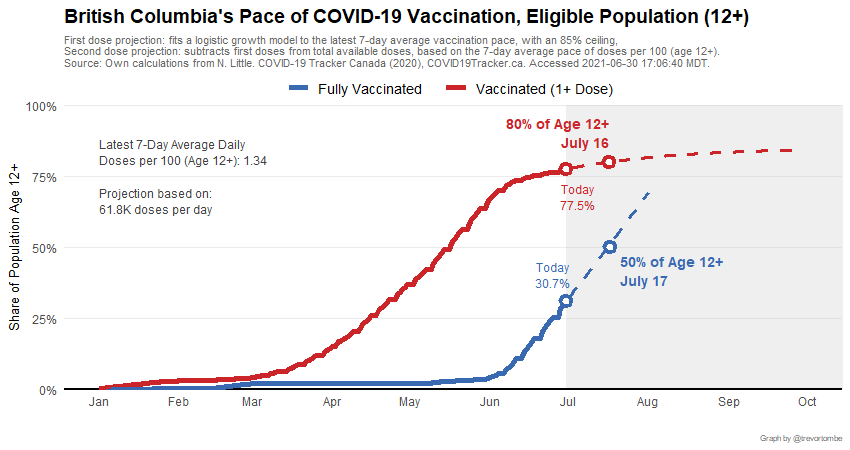 British Columbia's Pace of COVID-19 Vaccination, Eligible Population (12+)
First dose projection: fits a logistic growth model to the latest 7-day average vaccination pace, with an 85% ceiling,
Second dose projection: subtracts first doses from total available doses, based on the 7-day average pace of doses per 100 (age 12+).
Source: Own calculations from N. Little. COVID-19 Tracker Canada (2020), COVID19Tracker.ca. Accessed 2021-06-30 17:06:40 MDT.
Fully Vaccinated
Vaccinated (1+ Dose)
100%
75%
50%
25%
0%
Share of Population Age 12+
Latest 7-Day Average Daily
Doses per 100 (Age 12+): 1.34
Projection based on:
61.8K doses per day
80% of Age 12+
July 16
Today
77.5%
Today
30.7%
50% of Age 12+
July 17
Jan
Feb
Mar
Apr
May
Jun
Jul
Aug
Sep
Oct
Graph by @trevortombe